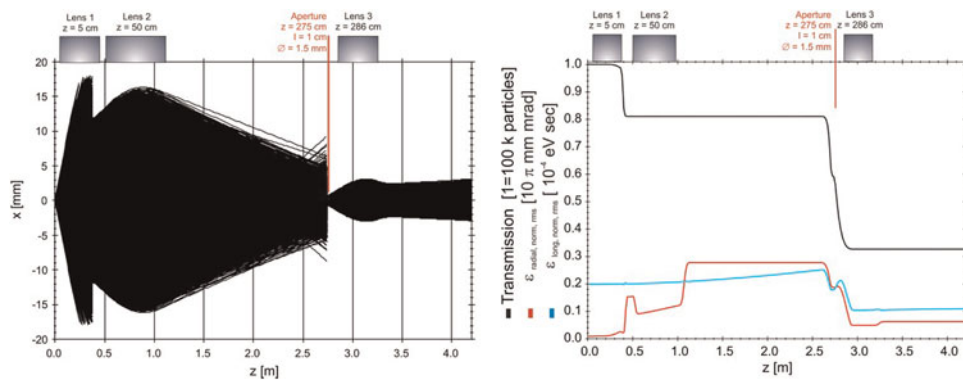 Lens 1
z = 5 cm
Lens 2
z = 50 cm
Aperture
z = 275 cm
l = 1 cm
Ø = 1.5 mm
Lens 3
z = 286 cm
20
15
10
5
0
-5
-10
-15
-20
x [mm]
0.0 0.5 1.0 1.5 2.0 2.5 3.0 3.5 4.0
z [m]
Lens 1
z = 5 cm
Lens 2
z = 50 cm
Aperture
z = 275 cm
l = 1 cm
Ø = 1.5 mm
Lens 3
z = 286 cm
Transmission [1=100 k particles]
ε radial, norm, rms [10 π mm mrad]
ε long, norm, rms [ 10⁻⁴ eV sec]
1.0
0.9
0.8
0.7
0.6
0.5
0.4
0.3
0.2
0.1
0.0
0.0 0.5 1.0 1.5 2.0 2.5 3.0 3.5 4.0
z [m]